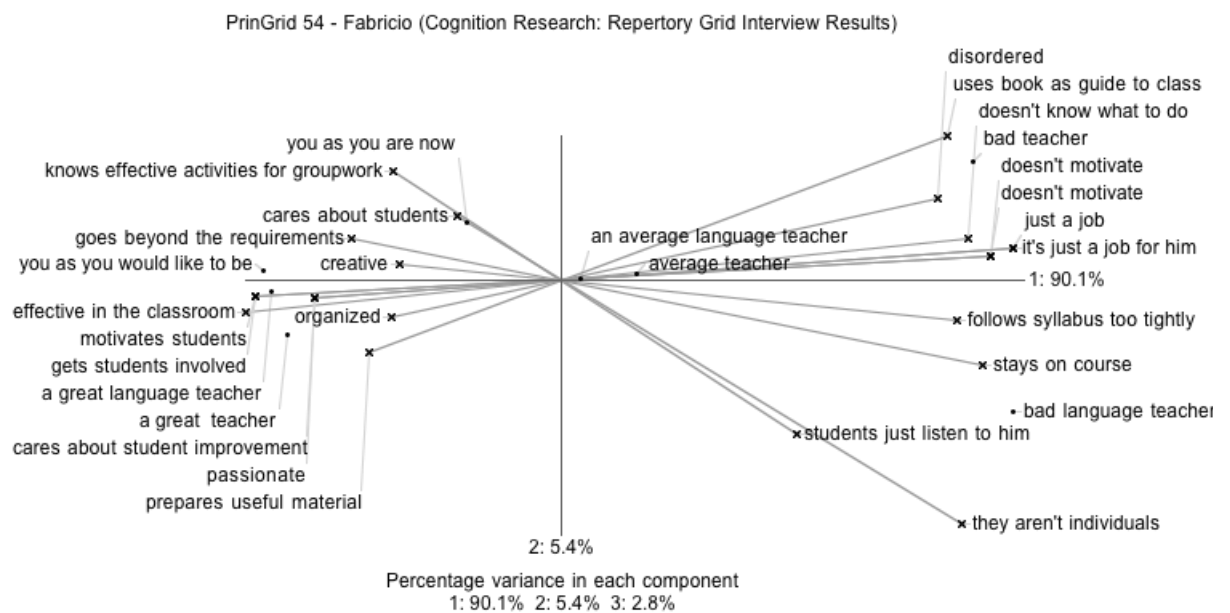 PrinGrid 54 - Fabricio (Cognition Research: Repertory Grid Interview Results)
disordered
uses book as guide to class
doesn't know what to do
bad teacher
doesn't motivate
doesn't motivate
just a job
it's just a job for him
you as you are now
knows effective activities for groupwork
cares about students
goes beyond the requirements
you as you would like to be
creative
an average language teacher
average teacher
1: 90.1%
effective in the classroom
organized
motivates students
gets students involved
a great language teacher
a great teacher
cares about student improvement
passionate
prepares useful material
follows syllabus too tightly
stays on course
bad language teacher
students just listen to him
they aren't individuals
2: 5.4%
Percentage variance in each component
1: 90.1% 2: 5.4% 3: 2.8%